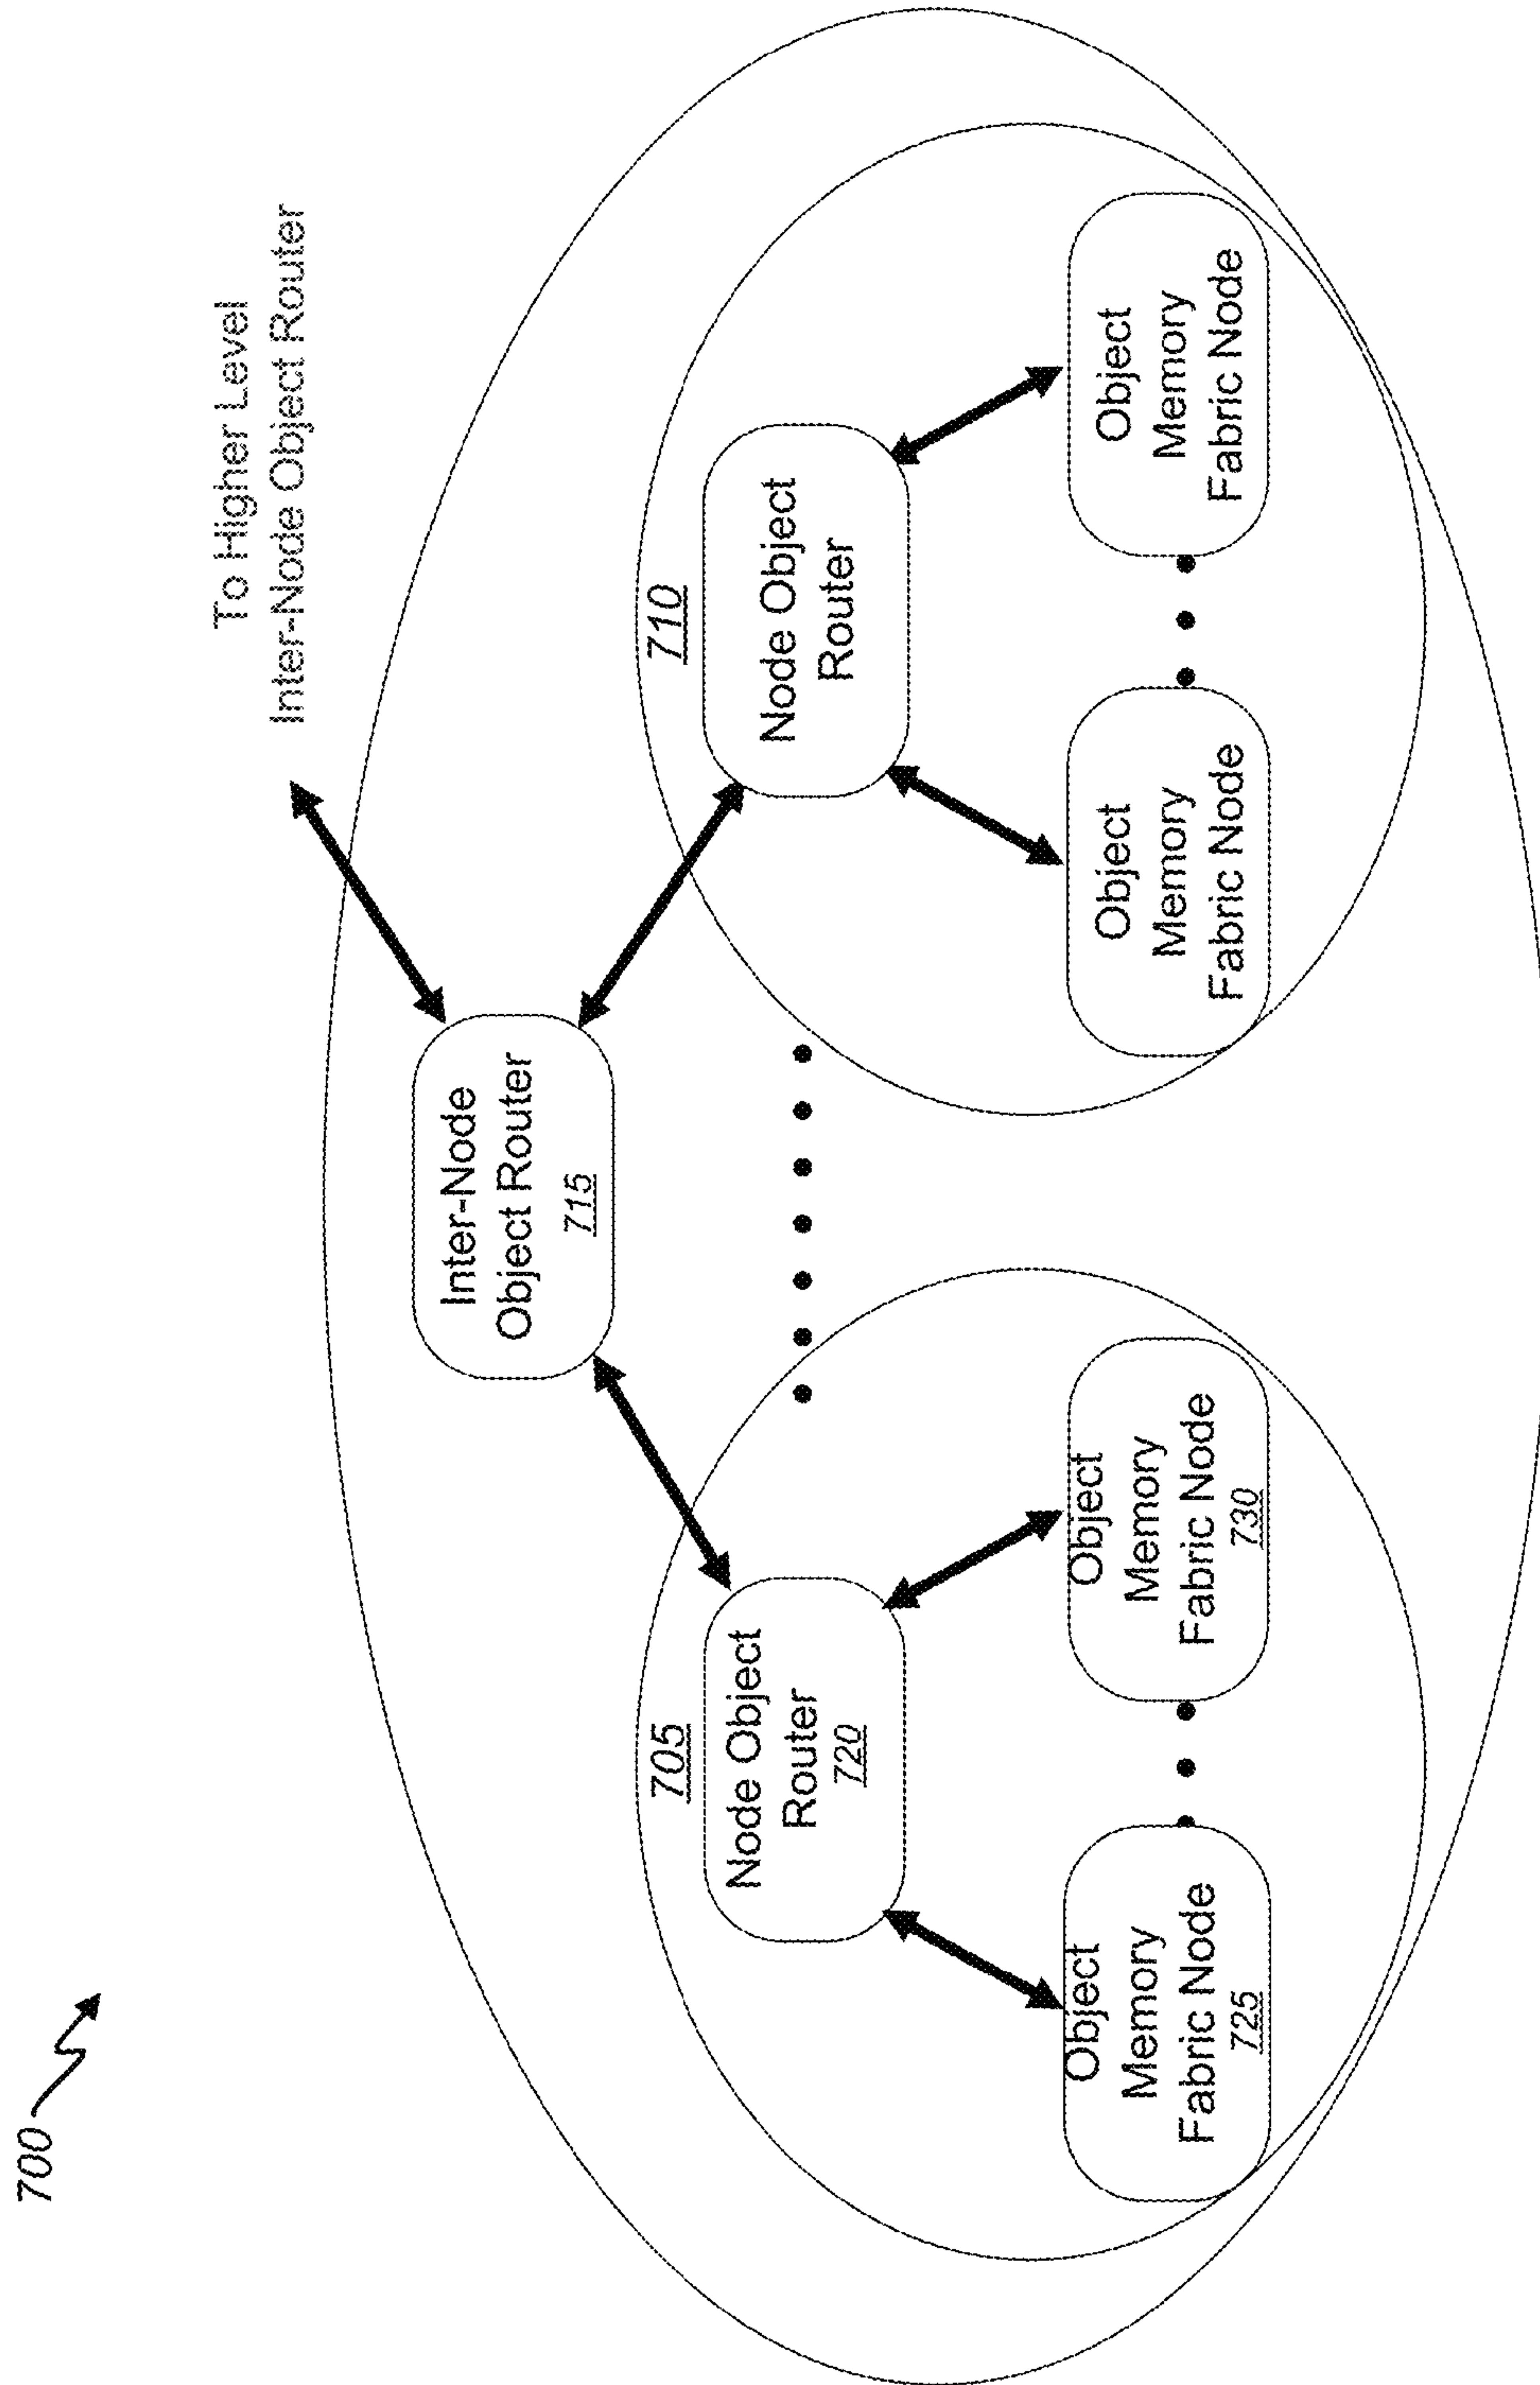 700
To Higher Level
Inter-Node Object Router
Inter-Node
Object Router
715
705
Node Object
Router
720
710
Node Object
Router
Object
Memory
Fabric Node
725
Object
Memory
Fabric Node
730
Object
Memory
Fabric Node
Object
Memory
Fabric Node